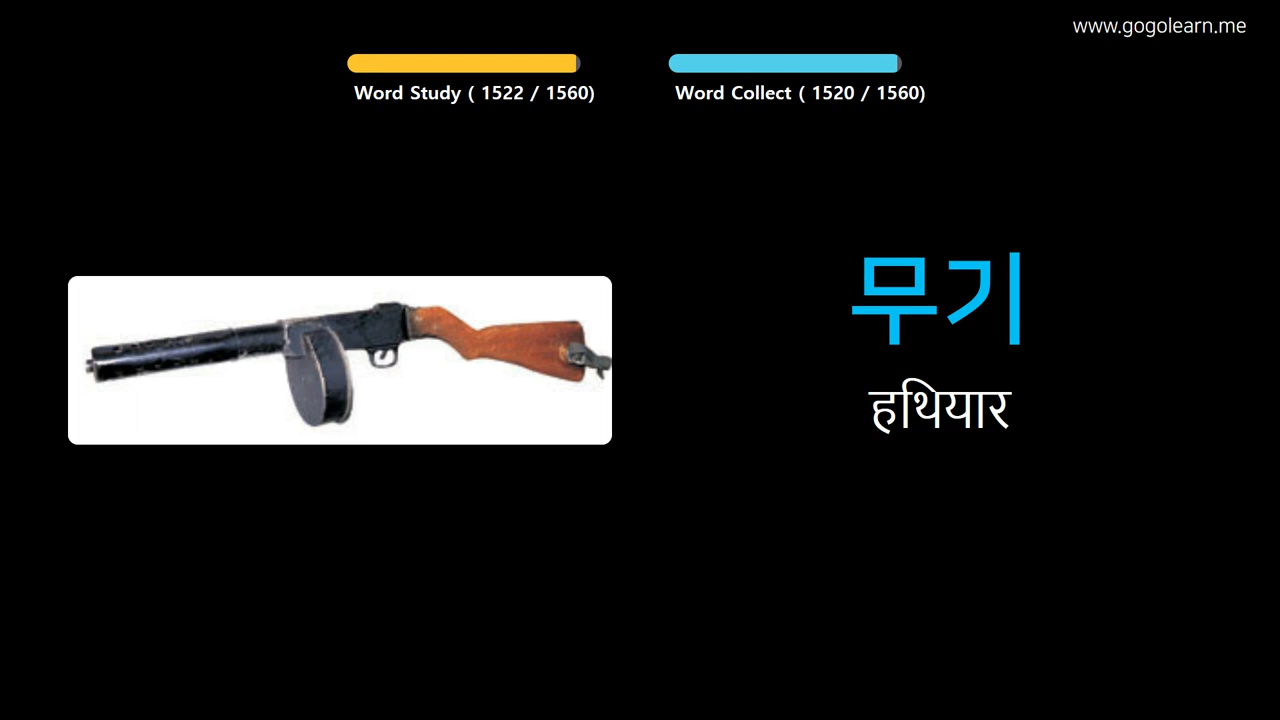 www.gogolearn.me
Word Study ( 1522 / 1560)
Word Collect ( 1520 / 1560)
무기
हथियार